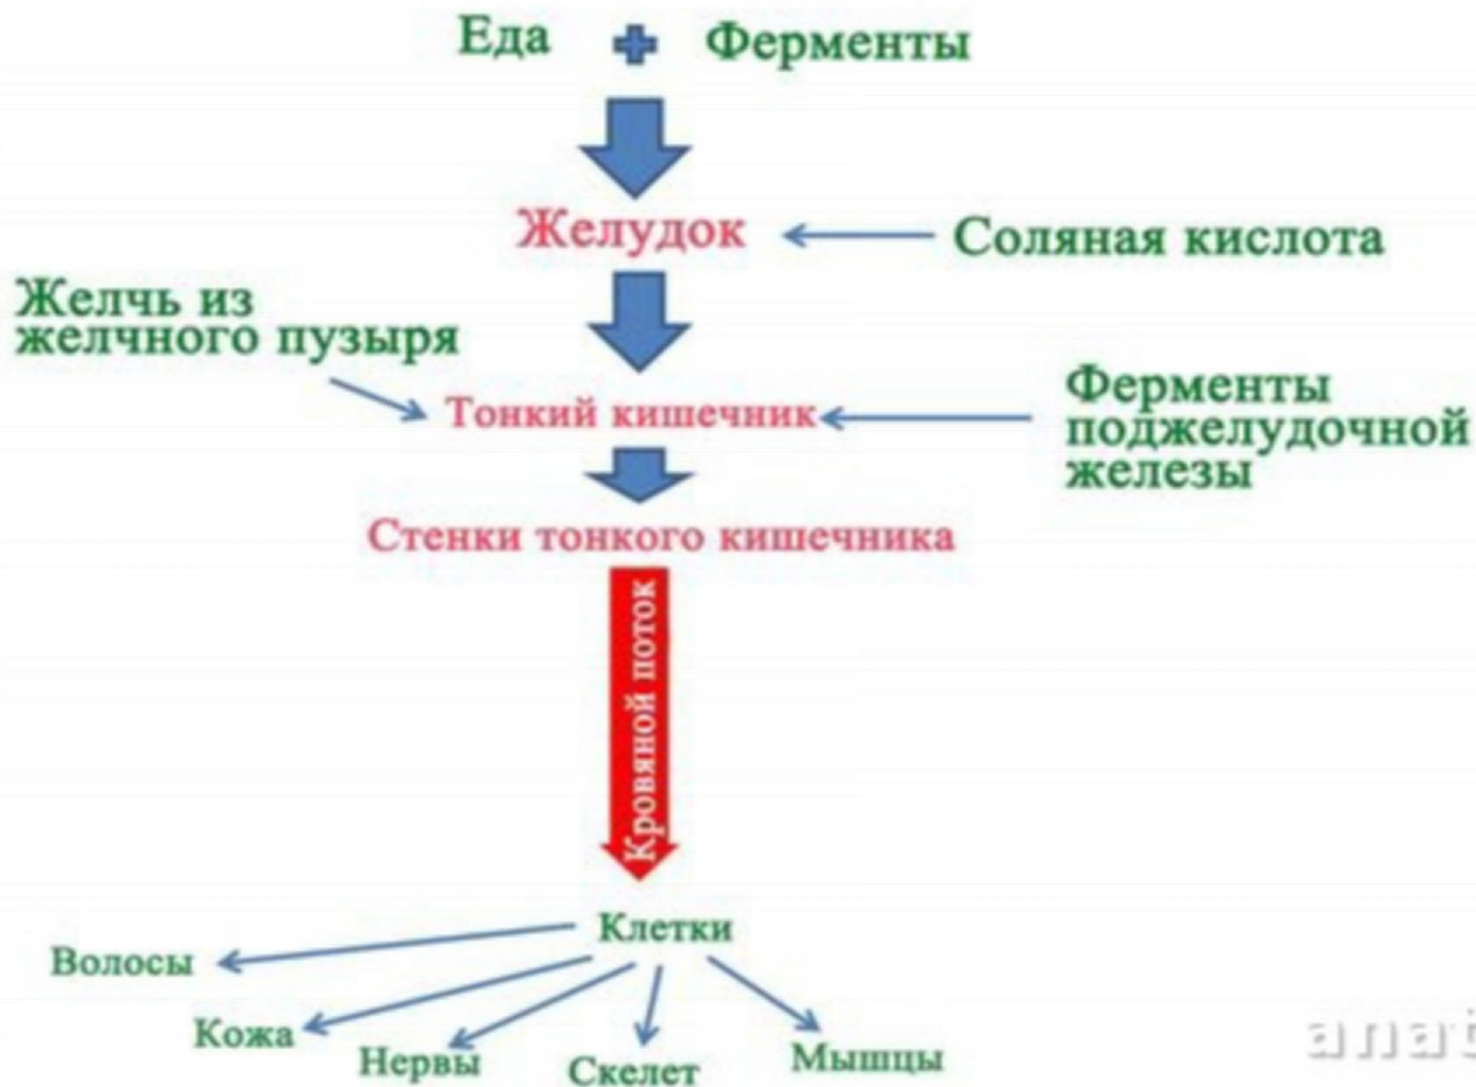 Еда + Ферменты
Желудок
Соляная кислота
Желчь из
желчного пузыря
Тонкий кишечник
Ферменты
поджелудочной
железы
Стенки тонкого кишечника
Кровяной поток
Клетки
Волосы
Кожа
Нервы
Скелет
Мышцы
anat